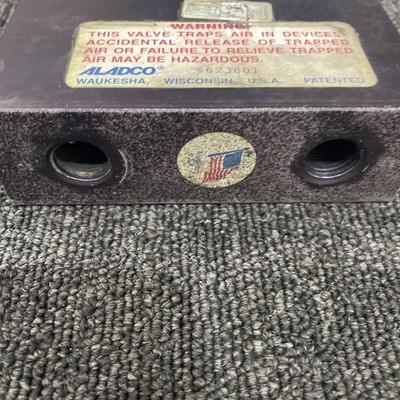 WARNING!
THIS VALVE TRAPS AIR IN DEVICES.
ACCIDENTAL RELEASE OF TRAPPED
AIR OR FAILURE TO RELIEVE TRAPPED
AIR MAY BE HAZARDOUS.
ALADCO #623801
WAUKESHA, WISCONSIN, U.S.A. PATENTED